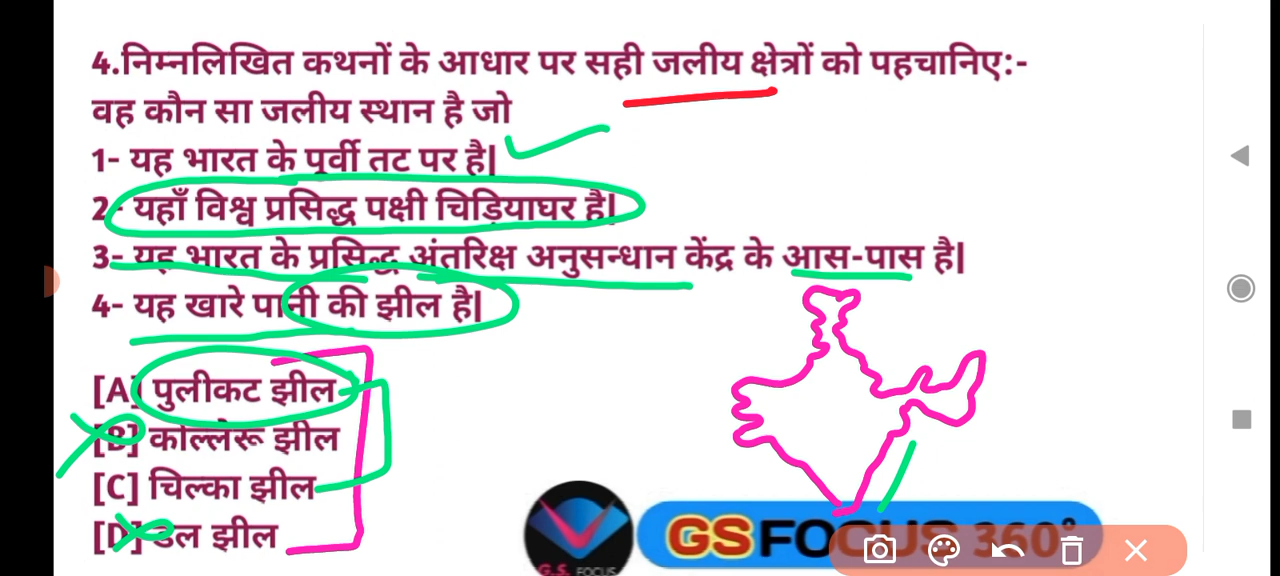 4.निम्नलिखित कथनों के आधार पर सही जलीय क्षेत्रों को पहचानिए:-
वह कौन सा जलीय स्थान है जो
1- यह भारत के पूर्वी तट पर है|
2- यहाँ विश्व प्रसिद्ध पक्षी चिड़ियाघर है|
3- यह भारत के प्रसिद्ध अंतरिक्ष अनुसन्धान केंद्र के आस-पास है|
4- यह खारे पानी की झील है|
[A] पुलीकट झील
[B] कोल्लेरू झील
[C] चिल्का झील
[D] डल झील
GS FOCUS 360°
G.S. FOCUS